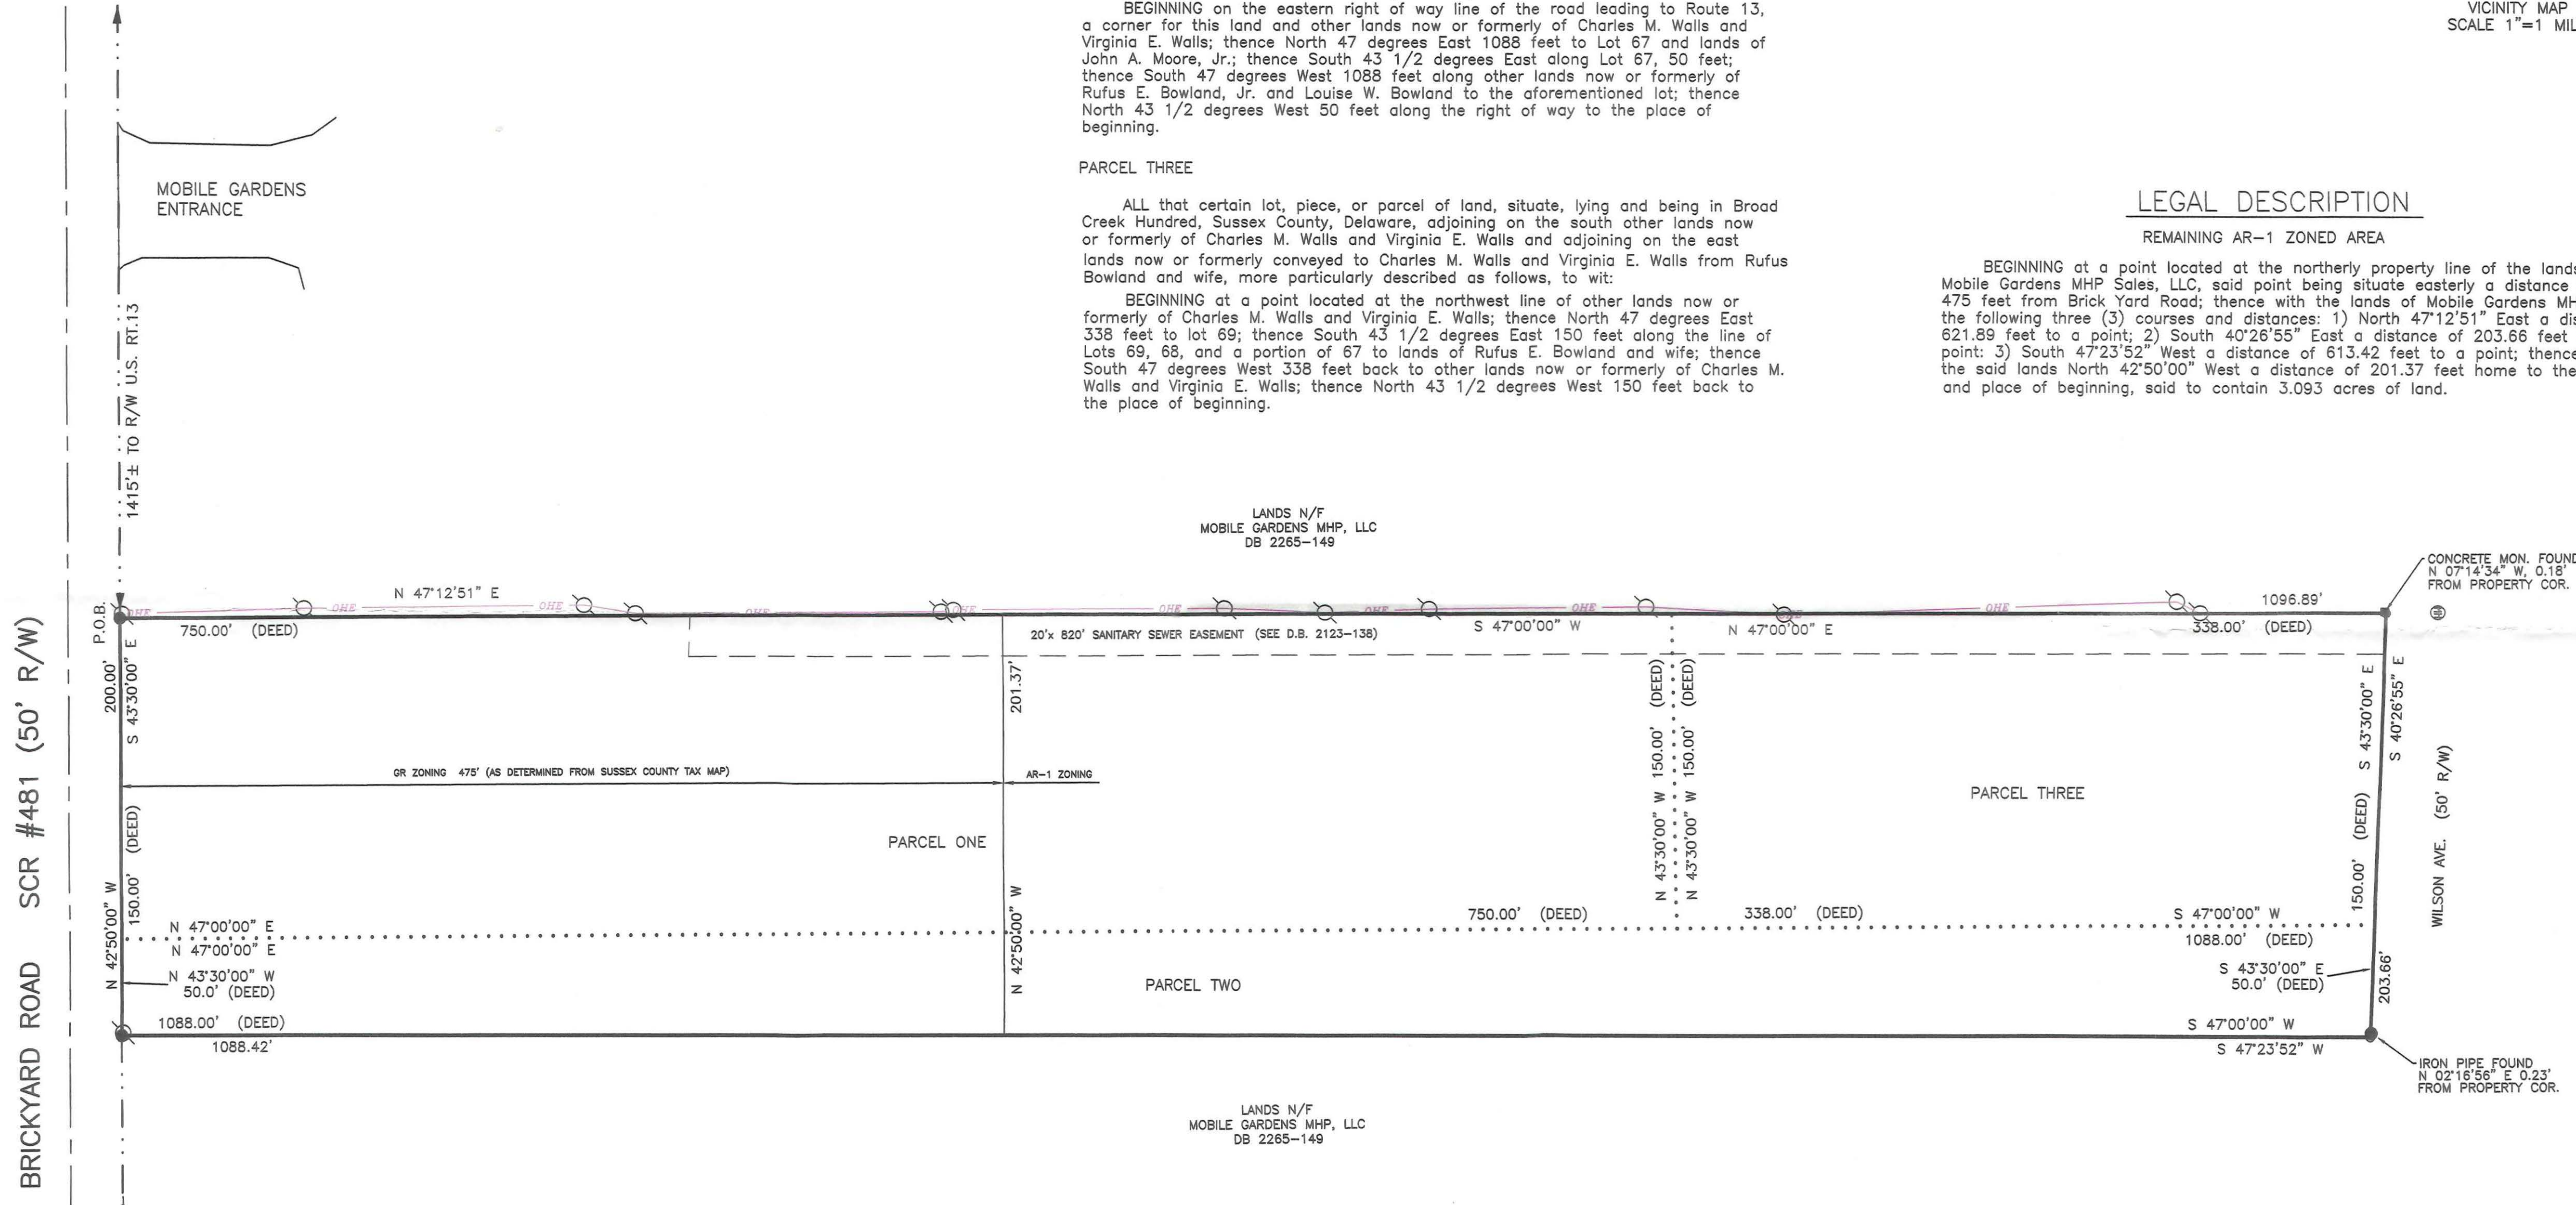 BEGINNING on the eastern right of way line of the road leading to Route 13,
a corner for this land and other lands now or formerly of Charles M. Walls and
Virginia E. Walls; thence North 47 degrees East 1088 feet to Lot 67 and lands of
John A. Moore, Jr.; thence South 43 1/2 degrees East along Lot 67, 50 feet;
thence South 47 degrees West 1088 feet along other lands now or formerly of
Rufus E. Bowland, Jr. and Louise W. Bowland to the aforementioned lot; thence
North 43 1/2 degrees West 50 feet along the right of way to the place of
beginning.
VICINITY MAP
SCALE 1"=1 MIL
PARCEL THREE
ALL that certain lot, piece, or parcel of land, situate, lying and being in Broad
Creek Hundred, Sussex County, Delaware, adjoining on the south other lands now
or formerly of Charles M. Walls and Virginia E. Walls and adjoining on the east
lands now or formerly conveyed to Charles M. Walls and Virginia E. Walls from Rufus
Bowland and wife, more particularly described as follows, to wit:
BEGINNING at a point located at the northwest line of other lands now or
formerly of Charles M. Walls and Virginia E. Walls; thence North 47 degrees East
338 feet to lot 69; thence South 43 1/2 degrees East 150 feet along the line of
Lots 69, 68, and a portion of 67 to lands of Rufus E. Bowland and wife; thence
South 47 degrees West 338 feet back to other lands now or formerly of Charles M.
Walls and Virginia E. Walls; thence North 43 1/2 degrees West 150 feet back to
the place of beginning.
LEGAL DESCRIPTION
REMAINING AR-1 ZONED AREA
BEGINNING at a point located at the northerly property line of the lands
Mobile Gardens MHP Sales, LLC, said point being situate easterly a distance
475 feet from Brick Yard Road; thence with the lands of Mobile Gardens MH
the following three (3) courses and distances: 1) North 47°12'51" East a dis
621.89 feet to a point; 2) South 40°26'55" East a distance of 203.66 feet
point: 3) South 47°23'52" West a distance of 613.42 feet to a point; thence
the said lands North 42°50'00" West a distance of 201.37 feet home to the
and place of beginning, said to contain 3.093 acres of land.
MOBILE GARDENS
ENTRANCE
1415'± TO R/W U.S. RT.13
LANDS N/F
MOBILE GARDENS MHP, LLC
DB 2265-149
CONCRETE MON. FOUND
N 07°14'34" W, 0.18'
FROM PROPERTY COR.
P.O.B.
N 47°12'51" E
1096.89'
OHE
OHE
OHE
OHE
OHE
OHE
OHE
OHE
OHE
OHE
750.00' (DEED)
20'x 820' SANITARY SEWER EASEMENT (SEE D.B. 2123-138)
S 47°00'00" W
N 47°00'00" E
338.00' (DEED)
200.00'
S 43°30'00" E
201.37'
GR ZONING 475' (AS DETERMINED FROM SUSSEX COUNTY TAX MAP)
AR-1 ZONING
N 43°30'00" W 150.00' (DEED)
N 43°30'00" W 150.00' (DEED)
150.00' (DEED) S 43°30'00" E
S 40°26'55" E
PARCEL THREE
PARCEL ONE
WILSON AVE. (50' R/W)
BRICKYARD ROAD SCR #481 (50' R/W)
N 42°50'00" W
150.00' (DEED)
N 42°50'00" W
N 47°00'00" E
N 47°00'00" E
750.00' (DEED)
338.00' (DEED)
S 47°00'00" W
1088.00' (DEED)
N 43°30'00" W
50.0' (DEED)
PARCEL TWO
S 43°30'00" E
50.0' (DEED)
203.66'
1088.00' (DEED)
1088.42'
S 47°00'00" W
S 47°23'52" W
IRON PIPE FOUND
N 02°16'56" E 0.23'
FROM PROPERTY COR.
LANDS N/F
MOBILE GARDENS MHP, LLC
DB 2265-149